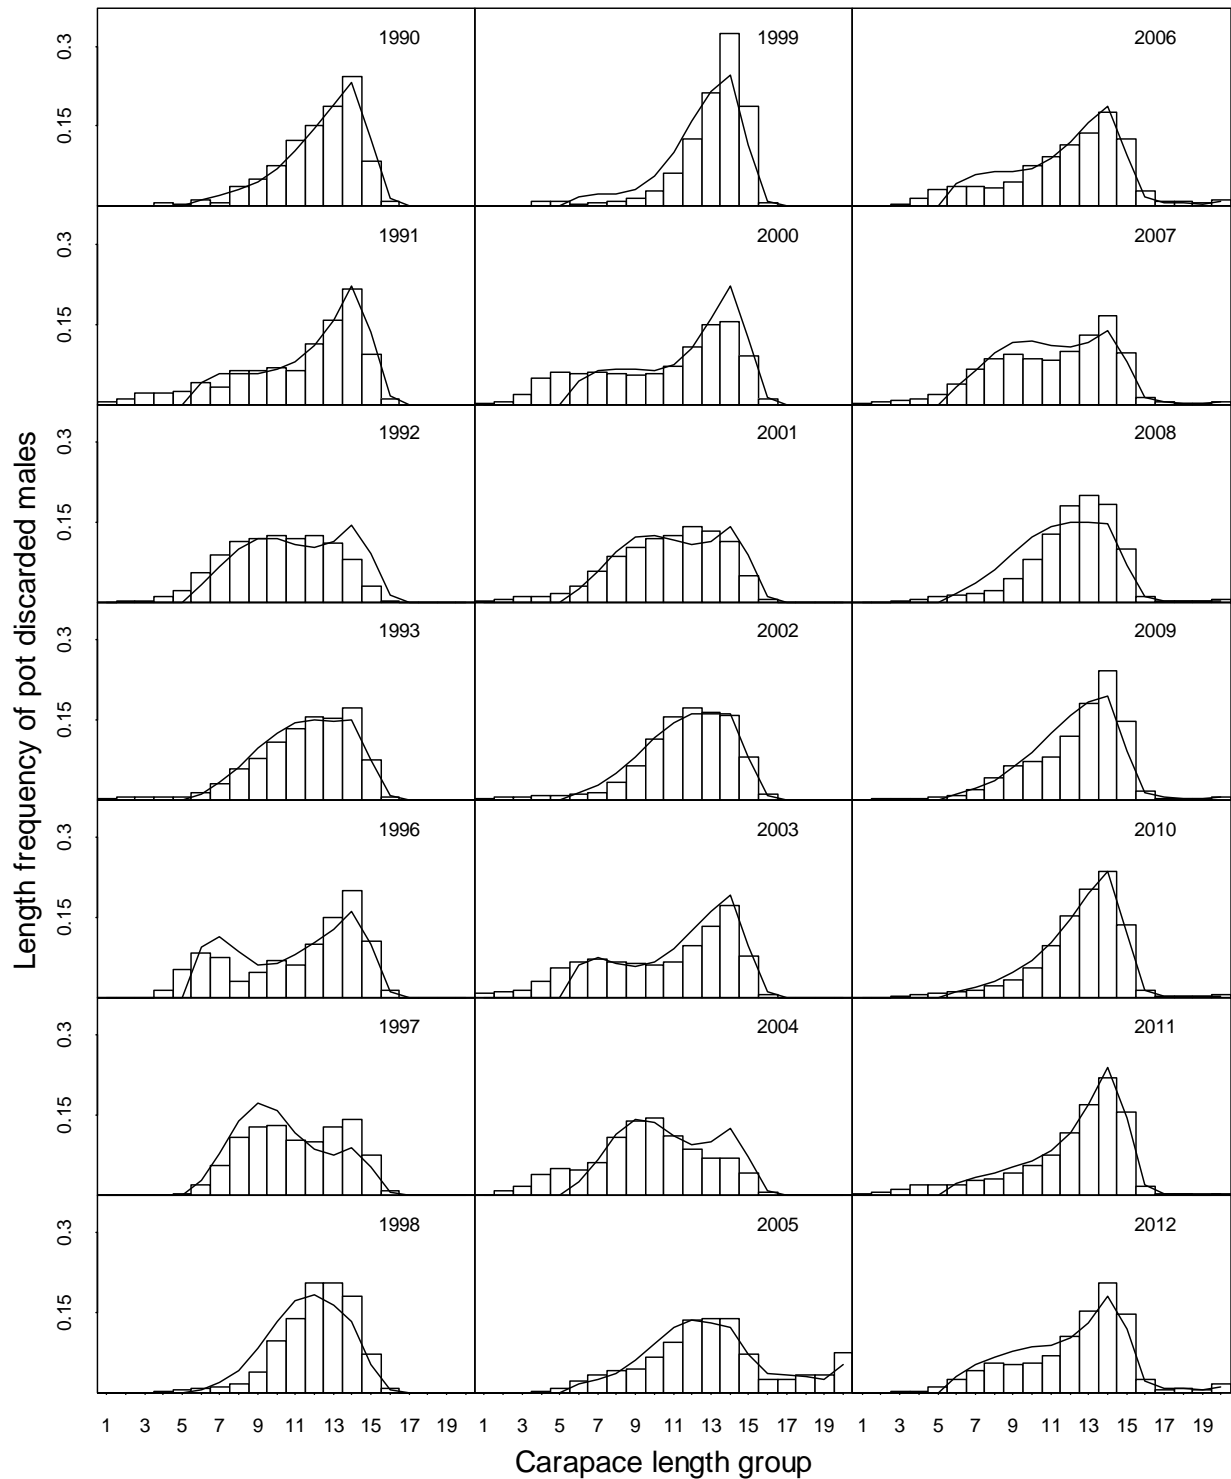 Length frequency of pot discarded males
0.3 1990 1999 2006
0.15
0.3 1991 2000 2007
0.15
0.3 1992 2001 2008
0.15
0.3 1993 2002 2009
0.15
0.3 1996 2003 2010
0.15
0.3 1997 2004 2011
0.15
0.3 1998 2005 2012
0.15
1 3 5 7 9 11 13 15 17 19 1 3 5 7 9 11 13 15 17 19 1 3 5 7 9 11 13 15 17 19
Carapace length group